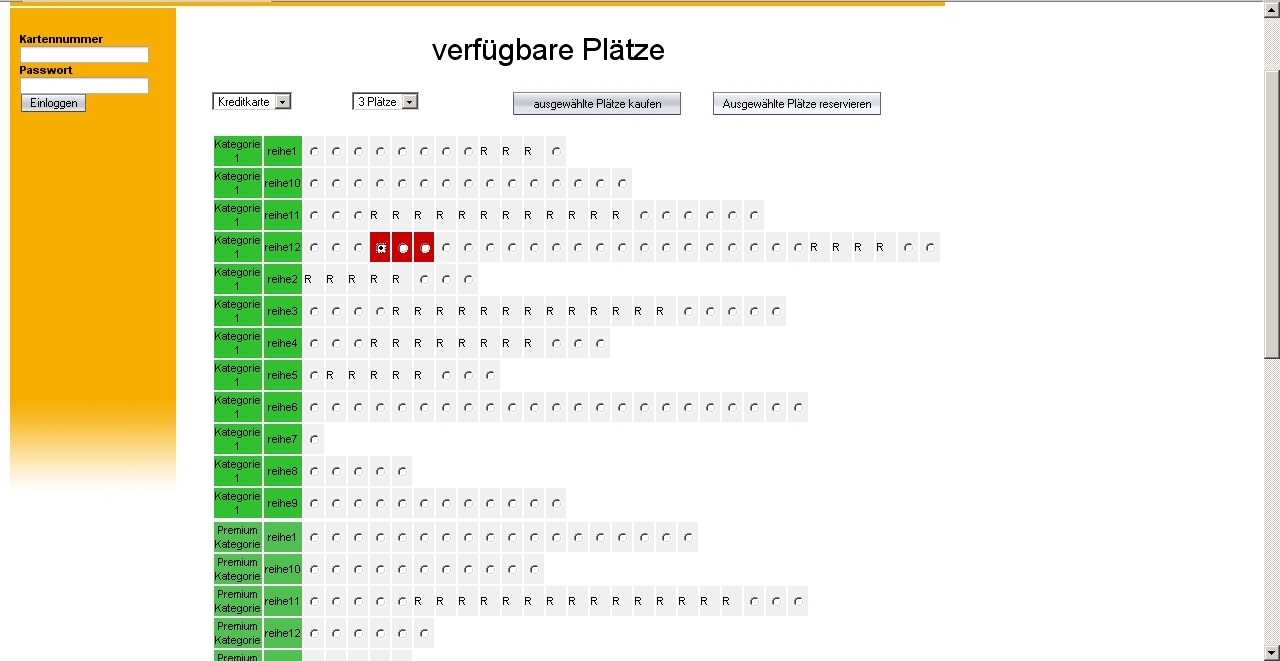 Kartennummer
Passwort
Einloggen
verfügbare Plätze
Kreditkarte 3 Plätze ausgewählte Plätze kaufen Ausgewählte Plätze reservieren
Kategorie
1 reihe1 R R R
Kategorie
1 reihe10
Kategorie
1 reihe11 R R R R R R R R R R R R
Kategorie
1 reihe12 R R R R
Kategorie
1 reihe2 R R R R R
Kategorie
1 reihe3 R R R R R R R R R R R R R
Kategorie
1 reihe4 R R R R R R R R
Kategorie
1 reihe5 R R R R R
Kategorie
1 reihe6
Kategorie
1 reihe7
Kategorie
1 reihe8
Kategorie
1 reihe9
Premium
Kategorie reihe1
Premium
Kategorie reihe10
Premium
Kategorie reihe11 R R R R R R R R R R R R R R R
Premium
Kategorie reihe12
Premium